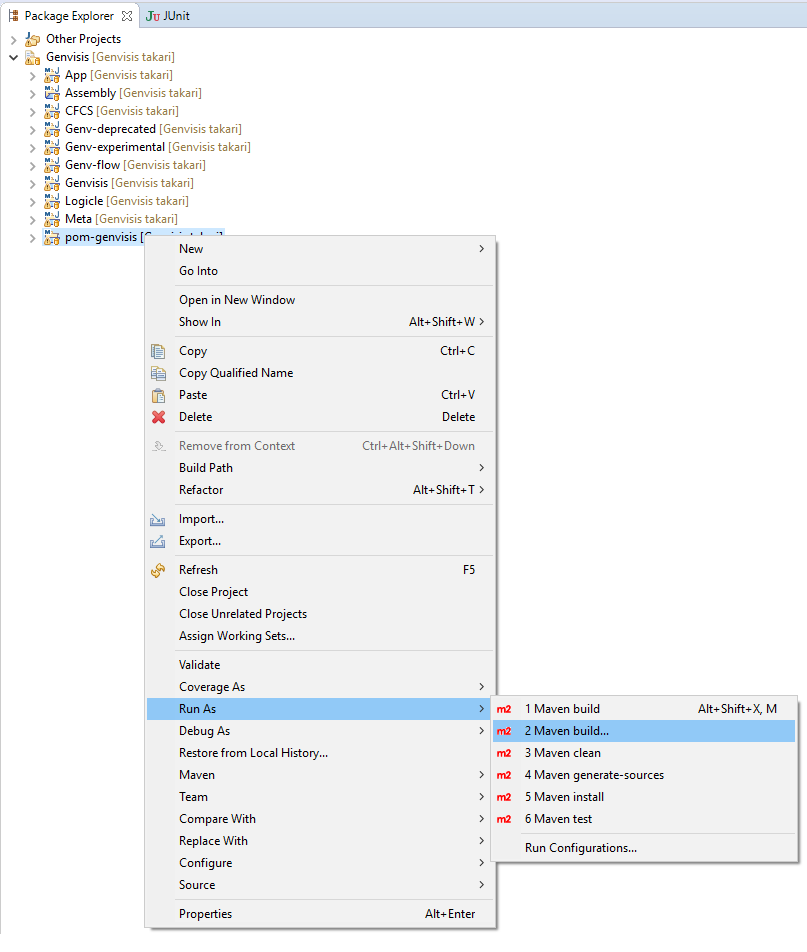 Package Explorer
JU JUnit
Other Projects
Genvisis [Genvisis takari]
App [Genvisis takari]
Assembly [Genvisis takari]
CFCS [Genvisis takari]
Genv-deprecated [Genvisis takari]
Genv-experimental [Genvisis takari]
Genv-flow [Genvisis takari]
Genvisis [Genvisis takari]
Logicle [Genvisis takari]
Meta [Genvisis takari]
pom-genvisis [Genvisis takari]
New
Go Into
Open in New Window
Show In Alt+Shift+W
Copy Ctrl+C
Copy Qualified Name
Paste Ctrl+V
Delete Delete
Remove from Context Ctrl+Alt+Shift+Down
Build Path
Refactor Alt+Shift+T
Import...
Export...
Refresh F5
Close Project
Close Unrelated Projects
Assign Working Sets...
Validate
Coverage As
Run As
Debug As
Restore from Local History...
Maven
Team
Compare With
Replace With
Configure
Source
Properties Alt+Enter
m2 1 Maven build Alt+Shift+X, M
m2 2 Maven build...
m2 3 Maven clean
m2 4 Maven generate-sources
m2 5 Maven install
m2 6 Maven test
Run Configurations...